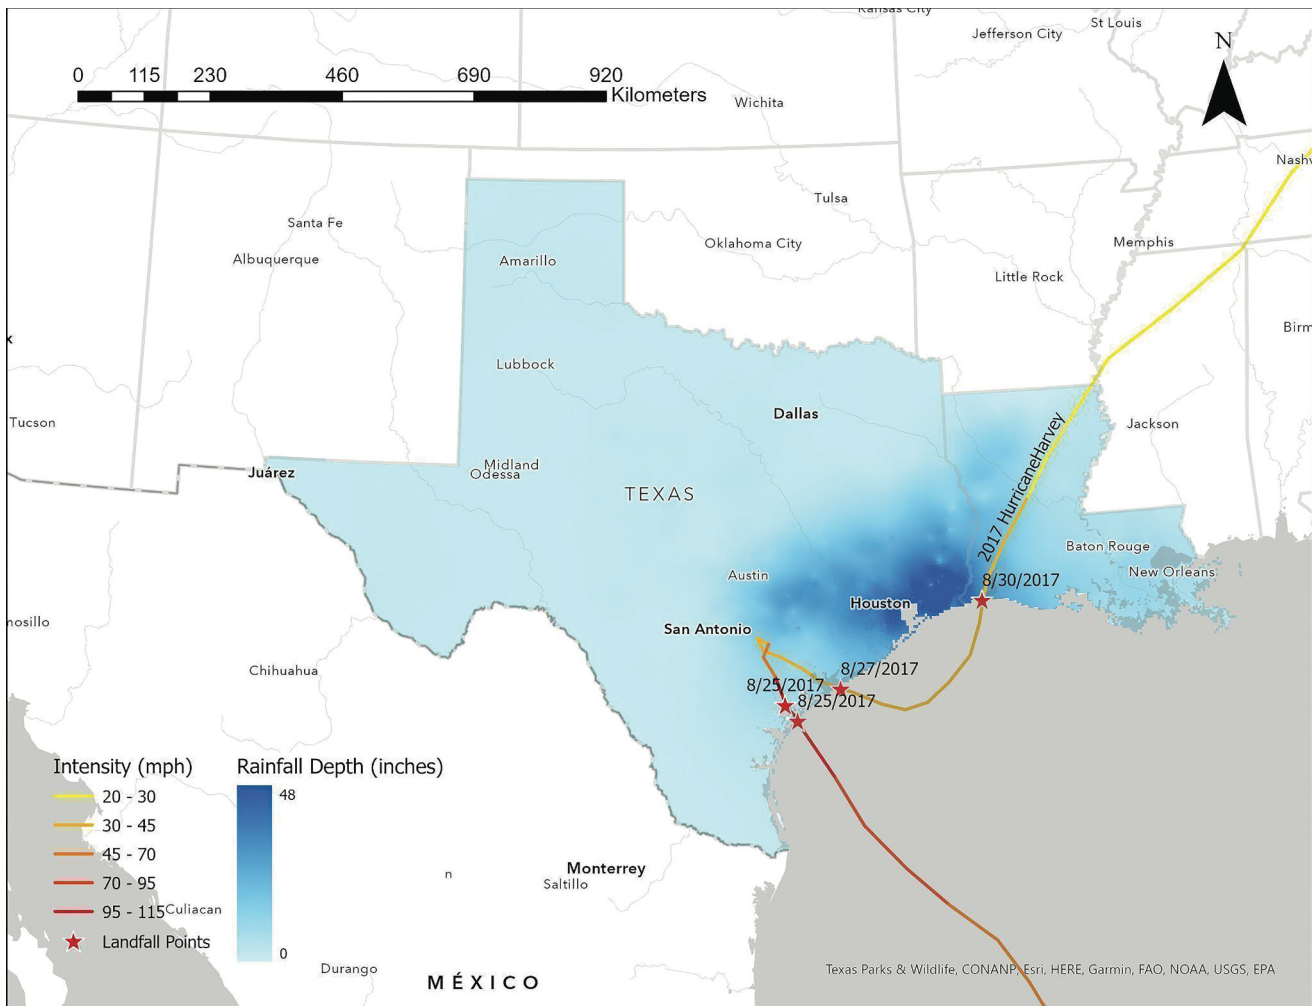 Kansas City
St Louis
Jefferson City
N
0 115 230 460 690 920
Kilometers
Wichita
Nashv
Tulsa
Santa Fe
Oklahoma City
Memphis
Albuquerque
Amarillo
Little Rock
Birm
x
Lubbock
Dallas
Tucson
Jackson
Juárez
Midland
Odessa
TEXAS
2017 HurricaneHarvey
Baton Rouge
New Orleans
Austin
8/30/2017
Houston
nosillo
San Antonio
Chihuahua
8/27/2017
8/25/2017
8/25/2017
Intensity (mph)
20 - 30
30 - 45
45 - 70
70 - 95
95 - 115
Landfall Points
Rainfall Depth (inches)
48
0
Monterrey
n
Saltillo
Culiacan
Durango
MÉXICO
Texas Parks & Wildlife, CONANP, Esri, HERE, Garmin, FAO, NOAA, USGS, EPA